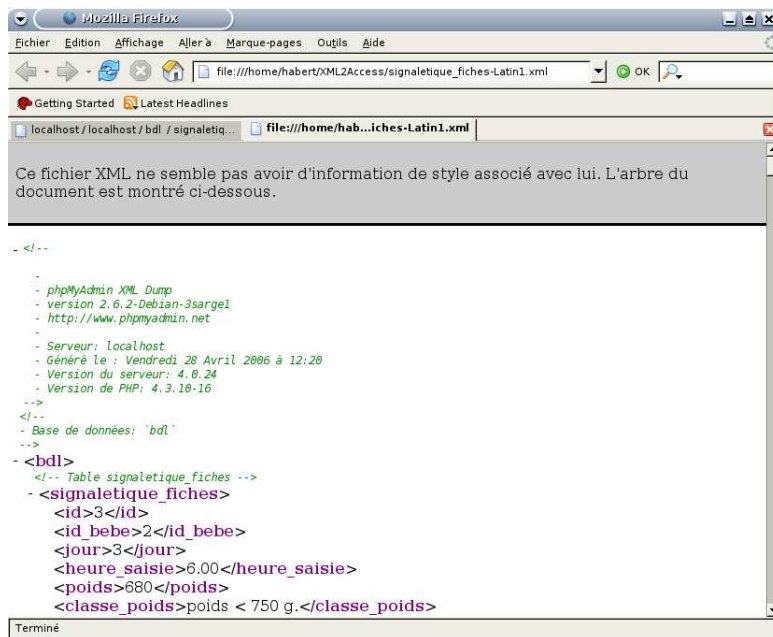 Mozilla Firefox
Fichier Edition Affichage Aller à Marque-pages Outils Aide
file:///home/habert/XML2Access/signaletique_fiches-Latin1.xml OK
Getting Started Latest Headlines
localhost / localhost / bdl / signaletiq... file:///home/hab...iches-Latin1.xml
Ce fichier XML ne semble pas avoir d'information de style associé avec lui. L'arbre du
document est montré ci-dessous.
- <!--
-
- phpMyAdmin XML Dump
- version 2.6.2-Debian-3sarge1
- http://www.phpmyadmin.net
-
- Serveur: localhost
- Généré le : Vendredi 28 Avril 2006 à 12:20
- Version du serveur: 4.0.24
- Version de PHP: 4.3.10-16
-->
<!--
- Base de données: `bdl`
-->
- <bdl>
<!-- Table signaletique_fiches -->
- <signaletique_fiches>
<id>3</id>
<id_bebe>2</id_bebe>
<jour>3</jour>
<heure_saisie>6.00</heure_saisie>
<poids>680</poids>
<classe_poids>poids < 750 g.</classe_poids>
Terminé